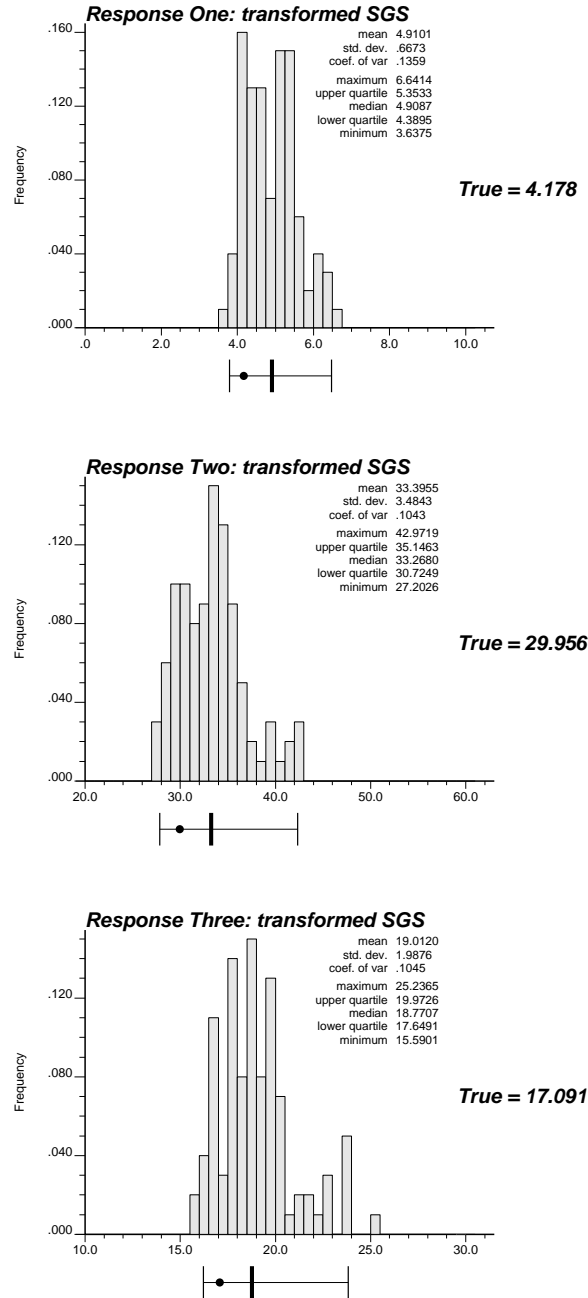 Response One: transformed SGS
mean 4.9101
std. dev. .6673
coef. of var .1359
maximum 6.6414
upper quartile 5.3533
median 4.9087
lower quartile 4.3895
minimum 3.6375
Frequency
.160
.120
.080
.040
.000
.0 2.0 4.0 6.0 8.0 10.0
True = 4.178
Response Two: transformed SGS
mean 33.3955
std. dev. 3.4843
coef. of var .1043
maximum 42.9719
upper quartile 35.1463
median 33.2680
lower quartile 30.7249
minimum 27.2026
Frequency
.120
.080
.040
.000
20.0 30.0 40.0 50.0 60.0
True = 29.956
Response Three: transformed SGS
mean 19.0120
std. dev. 1.9876
coef. of var .1045
maximum 25.2365
upper quartile 19.9726
median 18.7707
lower quartile 17.6491
minimum 15.5901
Frequency
.120
.080
.040
.000
10.0 15.0 20.0 25.0 30.0
True = 17.091